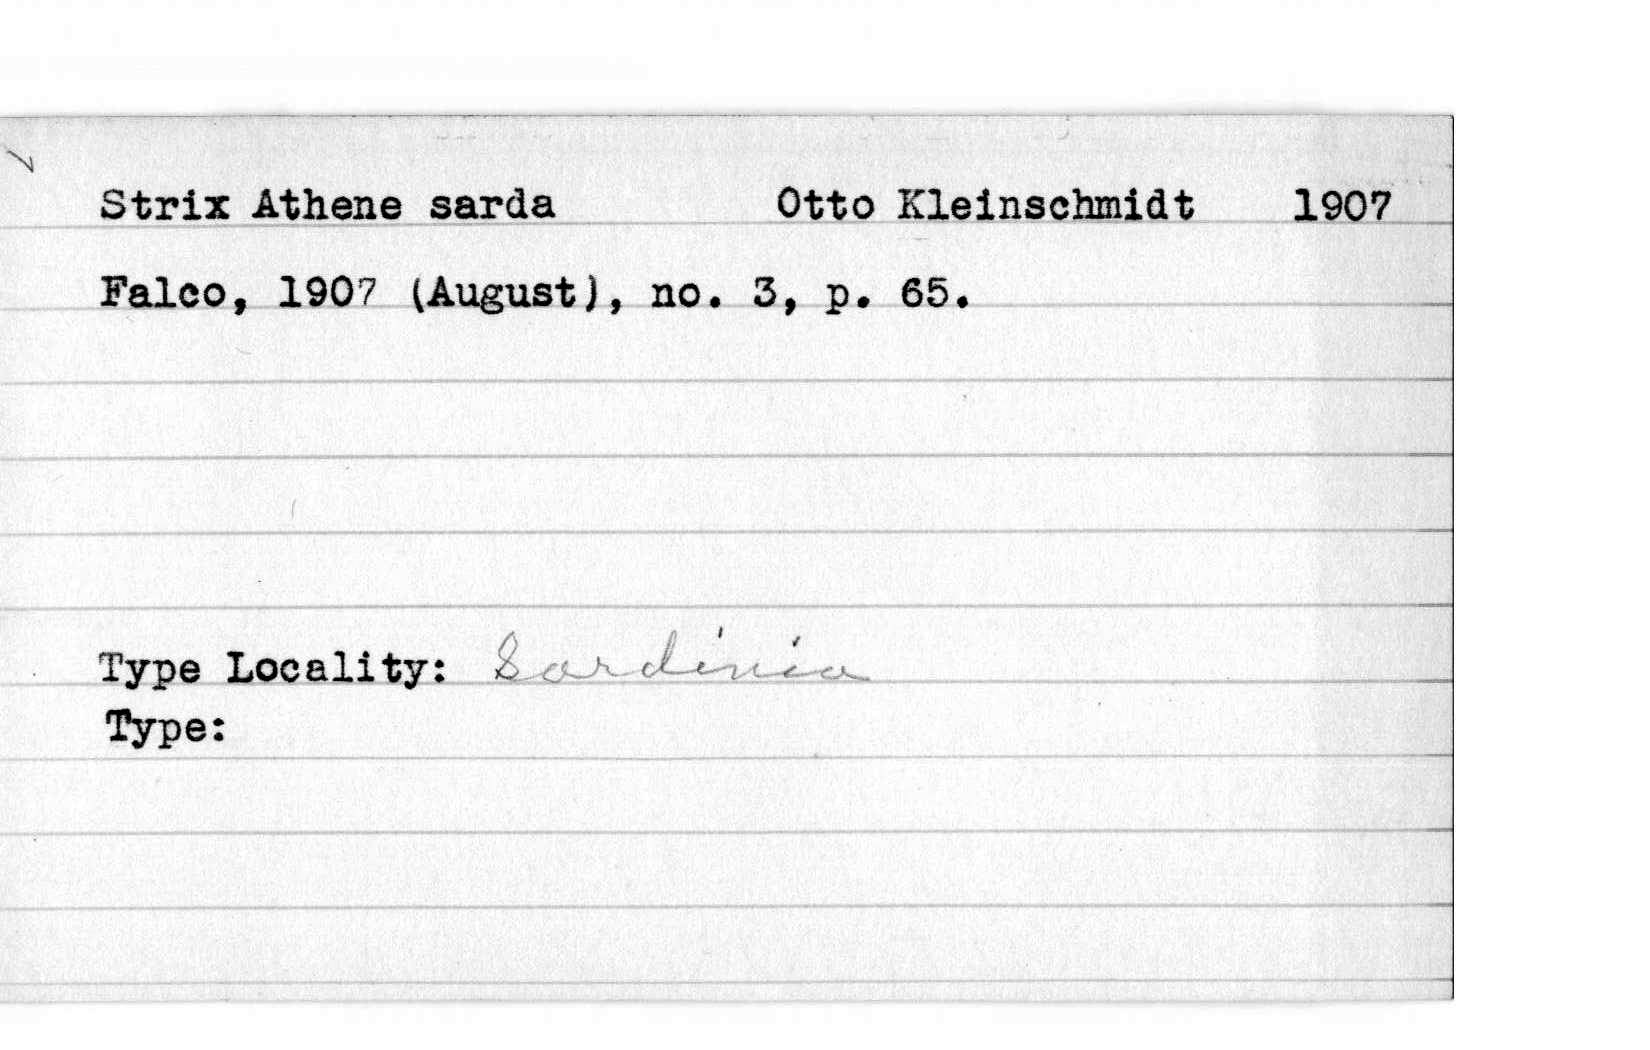 Strix Athene sarda Otto Kleinschmidt 1907
Falco, 1907 (August), no. 3, p. 65.
Type Locality: Sardinia
Type: